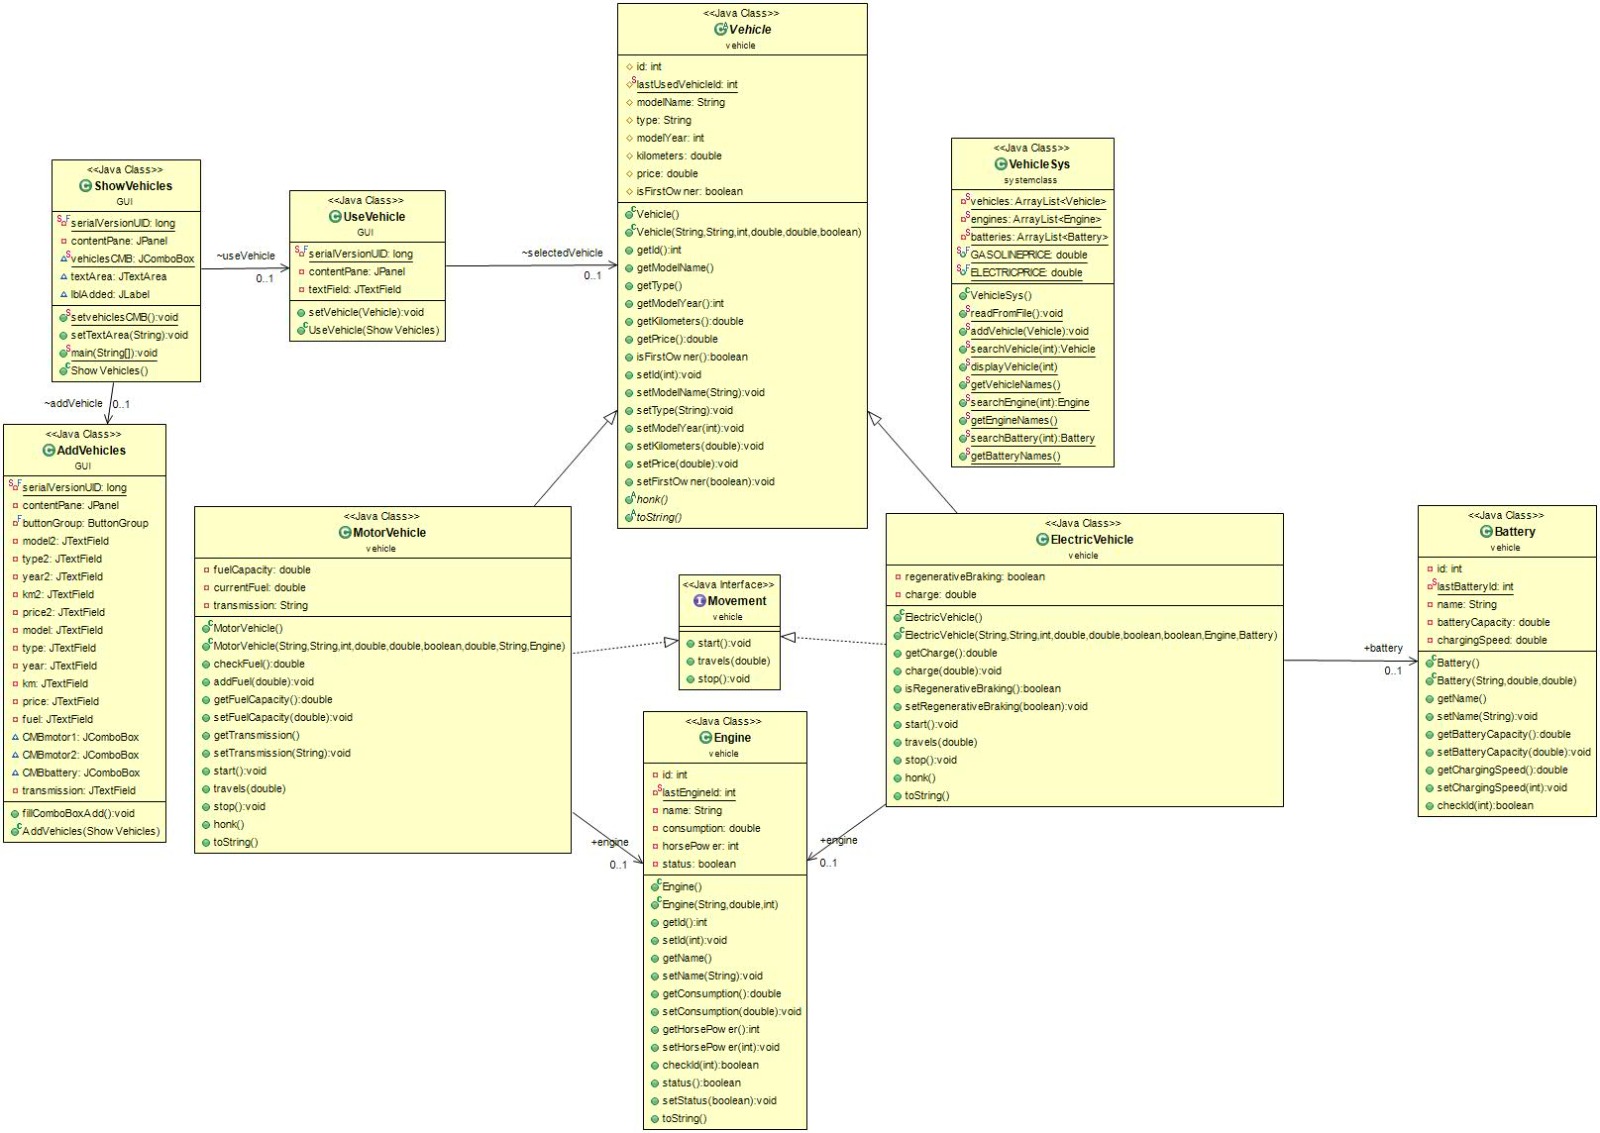 <<Java Class>>
Vehicle
vehicle
id: int
lastUsedVehicleId: int
modelName: String
type: String
modelYear: int
kilometers: double
price: double
isFirstOwner: boolean
Vehicle()
Vehicle(String,String,int,double,double,boolean)
getId():int
getModelName()
getType()
getModelYear():int
getKilometers():double
getPrice():double
isFirstOwner():boolean
setId(int):void
setModelName(String):void
setType(String):void
setModelYear(int):void
setKilometers(double):void
setPrice(double):void
setFirstOwner(boolean):void
honk()
toString()
<<Java Class>>
VehicleSys
systemclass
vehicles: ArrayList<Vehicle>
engines: ArrayList<Engine>
batteries: ArrayList<Battery>
GASOLINEPRICE: double
ELECTRICPRICE: double
VehicleSys()
readFromFile():void
addVehicle(Vehicle):void
searchVehicle(int):Vehicle
displayVehicle(int)
getVehicleNames()
searchEngine(int):Engine
getEngineNames()
searchBattery(int):Battery
getBatteryNames()
<<Java Class>>
ShowVehicles
GUI
serialVersionUID: long
contentPane: JPanel
vehiclesCMB: JComboBox
textArea: JTextArea
lblAdded: JLabel
setvehiclesCMB():void
setTextArea(String):void
main(String[]):void
ShowVehicles()
~useVehicle
0..1
<<Java Class>>
UseVehicle
GUI
serialVersionUID: long
contentPane: JPanel
textField: JTextField
setVehicle(Vehicle):void
UseVehicle(ShowVehicles)
~selectedVehicle
0..1
~addVehicle
0..1
<<Java Class>>
AddVehicles
GUI
serialVersionUID: long
contentPane: JPanel
buttonGroup: ButtonGroup
model2: JTextField
type2: JTextField
year2: JTextField
km2: JTextField
price2: JTextField
model: JTextField
type: JTextField
year: JTextField
km: JTextField
price: JTextField
fuel: JTextField
CMBmotor1: JComboBox
CMBmotor2: JComboBox
CMBbattery: JComboBox
transmission: JTextField
fillComboBoxAdd():void
AddVehicles(ShowVehicles)
<<Java Class>>
MotorVehicle
vehicle
fuelCapacity: double
currentFuel: double
transmission: String
MotorVehicle()
MotorVehicle(String,String,int,double,double,boolean,double,String,Engine)
checkFuel():double
addFuel(double):void
getFuelCapacity():double
setFuelCapacity(double):void
getTransmission()
setTransmission(String):void
start():void
travels(double)
stop():void
honk()
toString()
<<Java Interface>>
Movement
vehicle
start():void
travels(double)
stop():void
<<Java Class>>
ElectricVehicle
vehicle
regenerativeBraking: boolean
charge: double
ElectricVehicle()
ElectricVehicle(String,String,int,double,double,boolean,boolean,Engine,Battery)
getCharge():double
charge(double):void
isRegenerativeBraking():boolean
setRegenerativeBraking(boolean):void
start():void
travels(double)
stop():void
honk()
toString()
+battery
0..1
<<Java Class>>
Battery
vehicle
id: int
lastBatteryId: int
name: String
batteryCapacity: double
chargingSpeed: double
Battery()
Battery(String,double,double)
getName()
setName(String):void
getBatteryCapacity():double
setBatteryCapacity(double):void
getChargingSpeed():double
setChargingSpeed(int):void
checkId(int):boolean
+engine
0..1
+engine
0..1
<<Java Class>>
Engine
vehicle
id: int
lastEngineId: int
name: String
consumption: double
horsePower: int
status: boolean
Engine()
Engine(String,double,int)
getId():int
setId(int):void
getName()
setName(String):void
getConsumption():double
setConsumption(double):void
getHorsePower():int
setHorsePower(int):void
checkId(int):boolean
status():boolean
setStatus(boolean):void
toString()